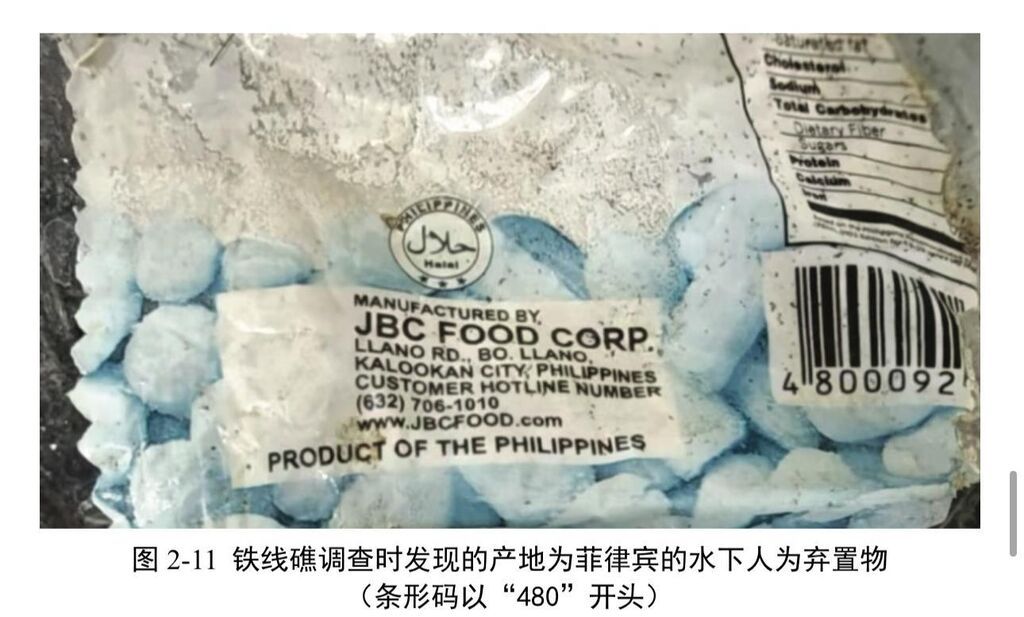 saturated fat
Cholesterol
Sodium
Total Carbohydrates
Dietary Fiber
Sugars
Protein
Calcium
Iron
PHILIPPINES
حلال
Halal
MANUFACTURED BY
JBC FOOD CORP.
LLANO RD., BO. LLANO,
KALOOKAN CITY, PHILIPPINES
CUSTOMER HOTLINE NUMBER
(632) 706-1010
www.JBCFOOD.com
PRODUCT OF THE PHILIPPINES
4 800092
图 2-11 铁线礁调查时发现的产地为菲律宾的水下人为弃置物
（条形码以“480”开头）